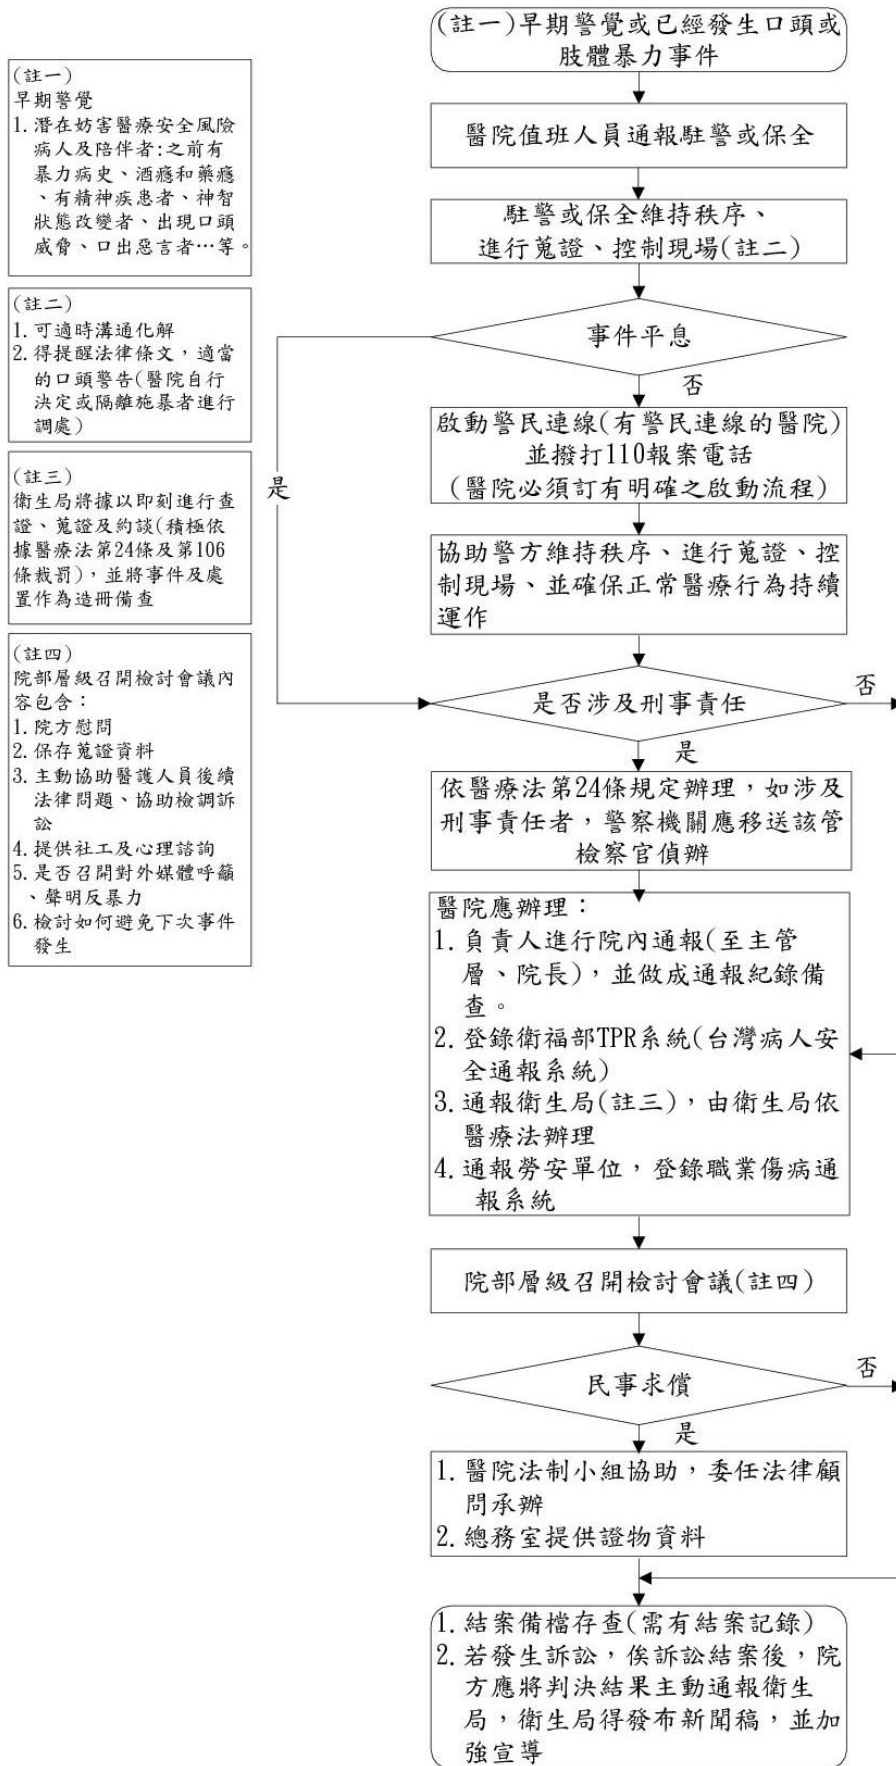 (註一)早期警覺或已經發生口頭或
肢體暴力事件
醫院值班人員通報駐警或保全
駐警或保全維持秩序、
進行蒐證、控制現場(註二)
事件平息
否
是
啟動警民連線(有警民連線的醫院)
並撥打110報案電話
(醫院必須訂有明確之啟動流程)
協助警方維持秩序、進行蒐證、控
制現場、並確保正常醫療行為持續
運作
是否涉及刑事責任
否
是
依醫療法第24條規定辦理，如涉及
刑事責任者，警察機關應移送該管
檢察官偵辦
醫院應辦理：
1. 負責人進行院內通報(至主管
層、院長)，並做成通報紀錄備
查。
2. 登錄衛福部TPR系統(台灣病人安
全通報系統)
3. 通報衛生局(註三)，由衛生局依
醫療法辦理
4. 通報勞安單位，登錄職業傷病通
報系統
院部層級召開檢討會議(註四)
民事求償
否
是
1. 醫院法制小組協助，委任法律顧
問承辦
2. 總務室提供證物資料
1. 結案備檔存查(需有結案記錄)
2. 若發生訴訟，俟訴訟結案後，院
方應將判決結果主動通報衛生
局，衛生局得發布新聞稿，並加
強宣導
(註一)
早期警覺
1. 潛在妨害醫療安全風險
病人及陪伴者:之前有
暴力病史、酒癮和藥癮
、有精神疾患者、神智
狀態改變者、出現口頭
威脅、口出惡言者…等。
(註二)
1. 可適時溝通化解
2. 得提醒法律條文，適當
的口頭警告(醫院自行
決定或隔離施暴者進行
調處)
(註三)
衛生局將據以即刻進行查
證、蒐證及約談(積極依
據醫療法第24條及第106
條裁罰)，並將事件及處
置作為造冊備查
(註四)
院部層級召開檢討會議內
容包含：
1. 院方慰問
2. 保存蒐證資料
3. 主動協助醫護人員後續
法律問題、協助檢調訴
訟
4. 提供社工及心理諮詢
5. 是否召開對外媒體呼籲
、聲明反暴力
6. 檢討如何避免下次事件
發生